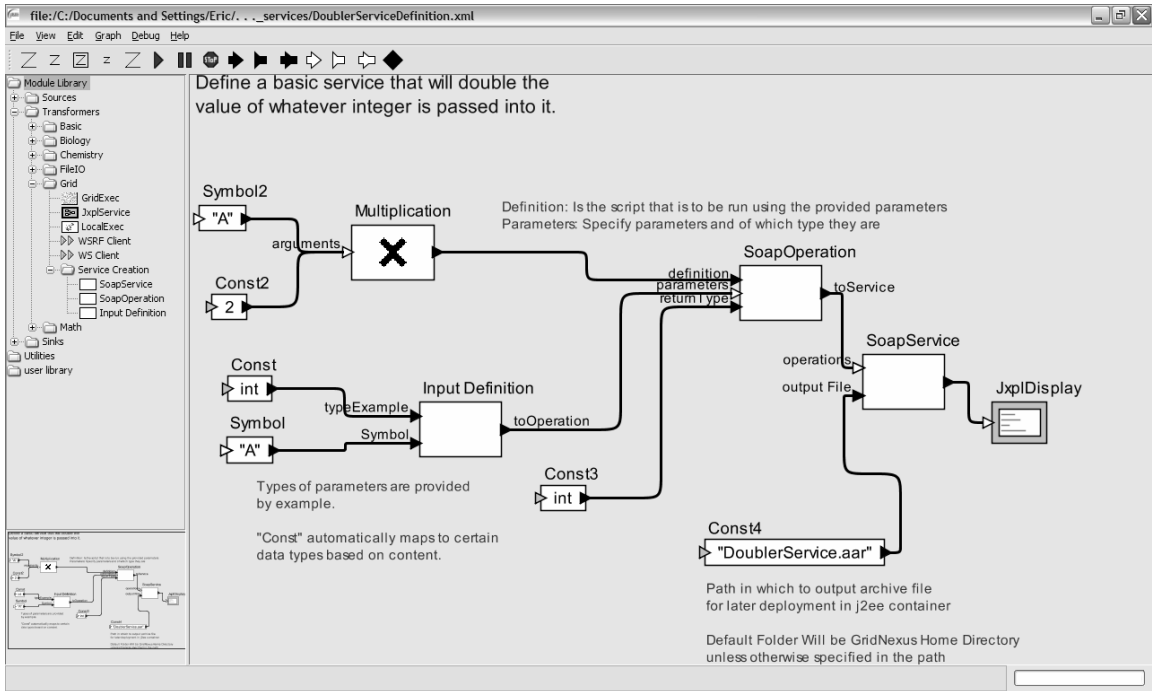 file:/C:/Documents and Settings/Eric/. . ._services/DoublerServiceDefinition.xml
File View Edit Graph Debug Help
Z Z Z Z Z STOP
Module Library
Sources
Transformers
Basic
Biology
Chemistry
FileIO
Grid
GridExec
JxplService
LocalExec
WSRF Client
WS Client
Service Creation
SoapService
SoapOperation
Input Definition
Math
Sinks
Utilities
user library
Define a basic service that will double the
value of whatever integer is passed into it.
Symbol2
"A"
Multiplication
arguments
Const2
2
Definition: Is the script that is to be run using the provided parameters
Parameters: Specify parameters and of which type they are
SoapOperation
definition
parameters
returnType
toService
SoapService
operations
output File
JxplDisplay
Const
int
Input Definition
typeExample
Symbol
toOperation
Symbol
"A"
Types of parameters are provided
by example.
"Const" automatically maps to certain
data types based on content.
Const3
int
Const4
"DoublerService.aar"
Path in which to output archive file
for later deployment in j2ee container
Default Folder Will be GridNexus Home Directory
unless otherwise specified in the path